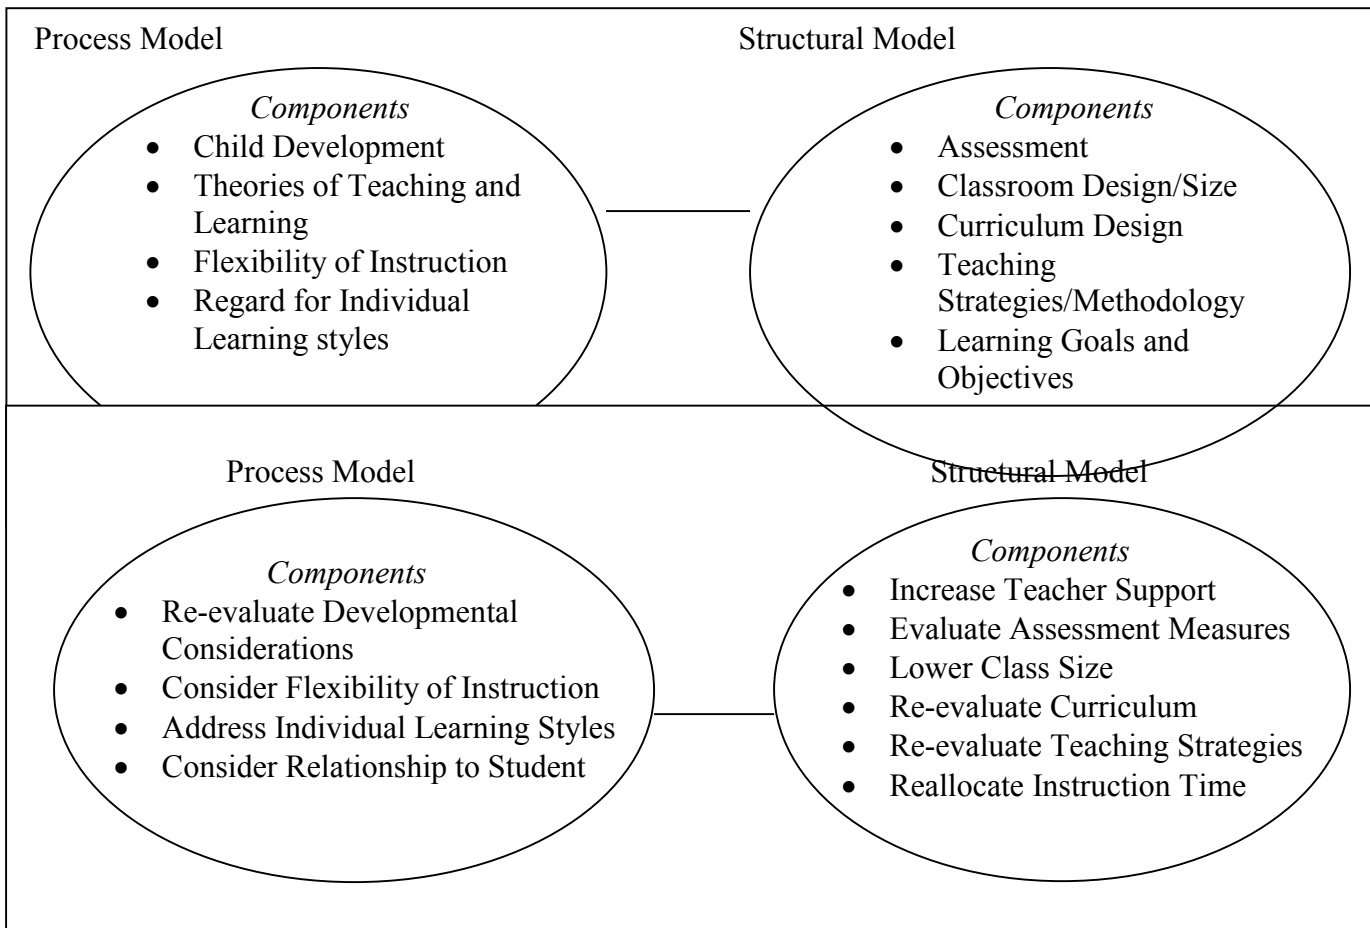 Process Model
Structural Model
Components
• Child Development
• Theories of Teaching and
Learning
• Flexibility of Instruction
• Regard for Individual
Learning styles
Components
• Assessment
• Classroom Design/Size
• Curriculum Design
• Teaching
Strategies/Methodology
• Learning Goals and
Objectives
Process Model
Structural Model
Components
• Re-evaluate Developmental
Considerations
• Consider Flexibility of Instruction
• Address Individual Learning Styles
• Consider Relationship to Student
Components
• Increase Teacher Support
• Evaluate Assessment Measures
• Lower Class Size
• Re-evaluate Curriculum
• Re-evaluate Teaching Strategies
• Reallocate Instruction Time